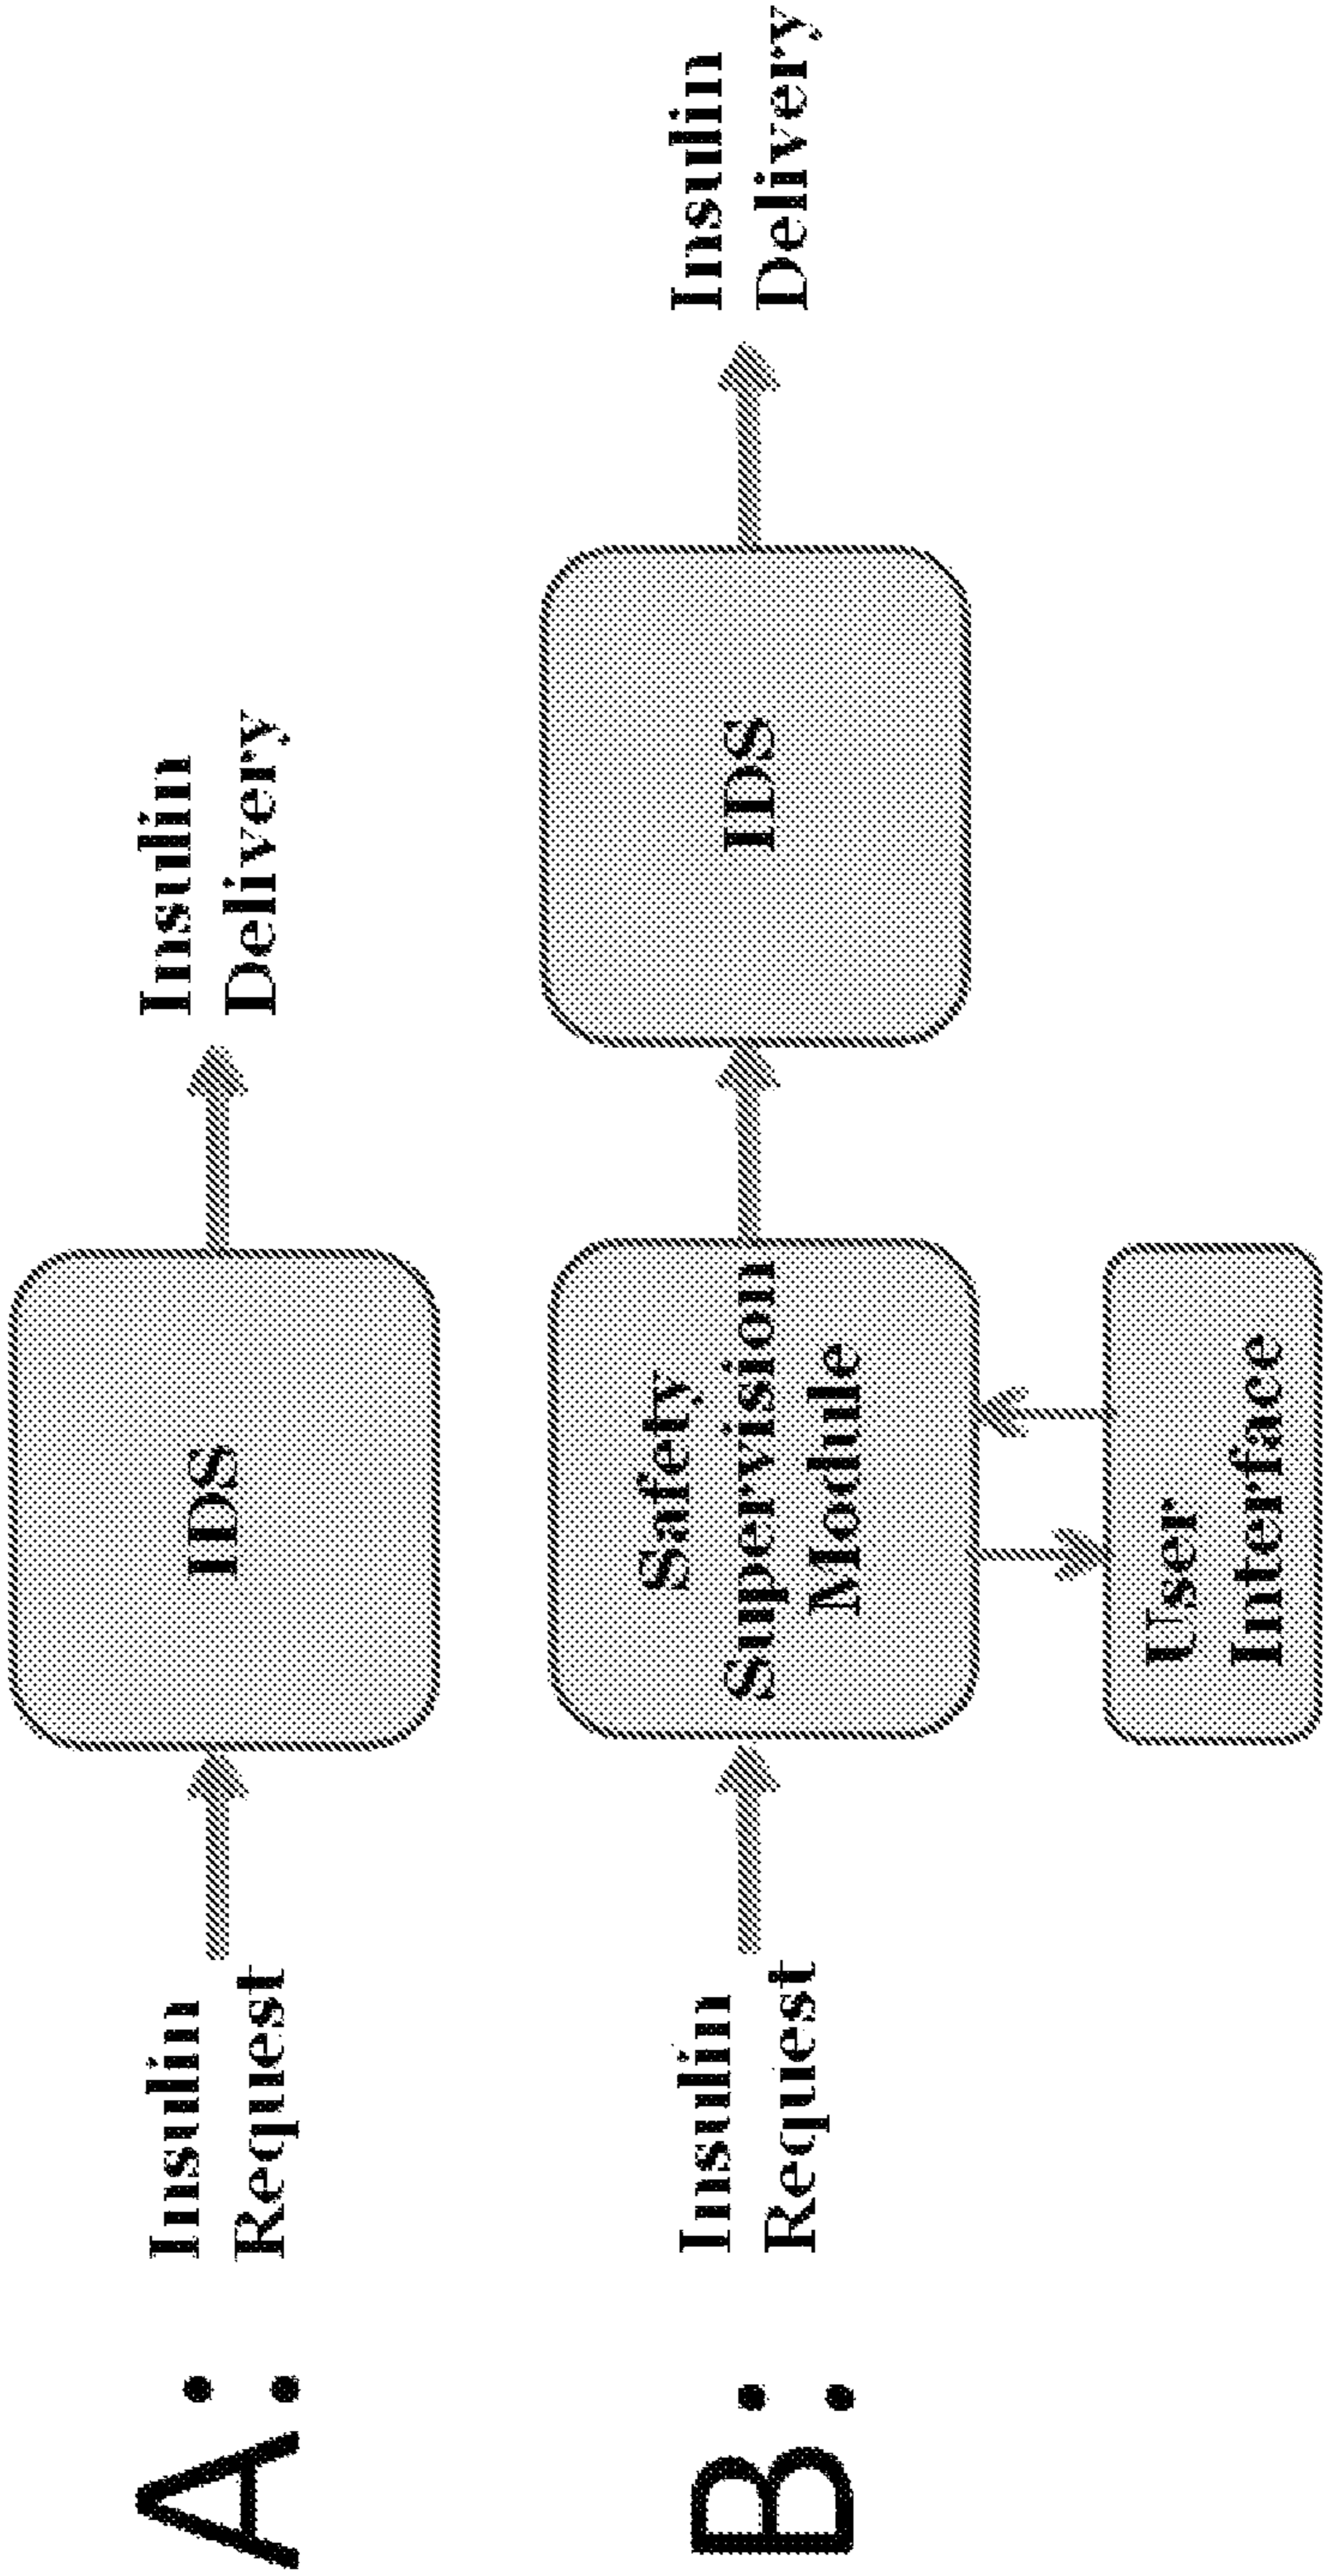 A:
Insulin
Request
IDS
Insulin
Delivery
B:
Insulin
Request
Safety
Supervision
Module
IDS
Insulin
Delivery
User
Interface